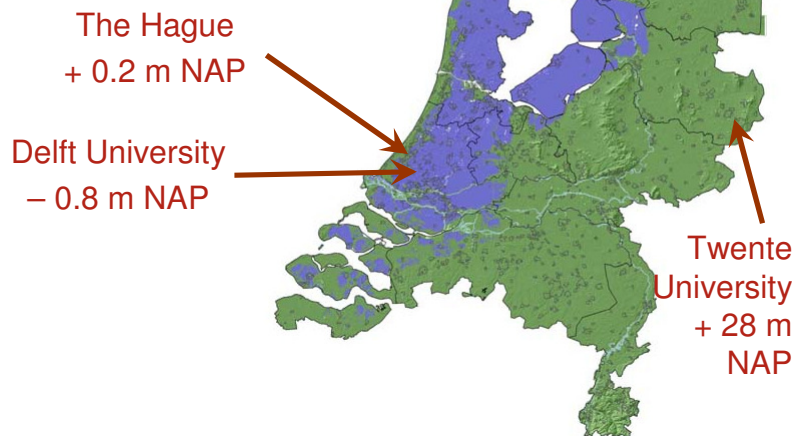 The Hague
+ 0.2 m NAP
Delft University
– 0.8 m NAP
Twente
University
+ 28 m
NAP